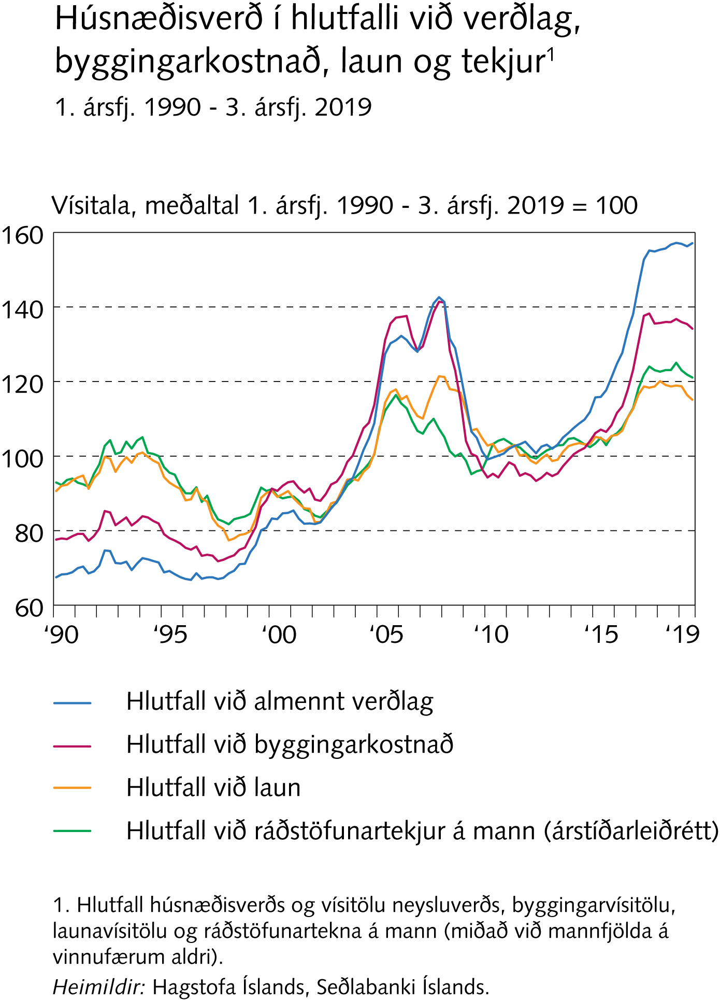 Húsnæðisverð í hlutfalli við verðlag,
byggingarkostnað, laun og tekjur¹
1. ársfj. 1990 - 3. ársfj. 2019
Vísitala, meðaltal 1. ársfj. 1990 - 3. ársfj. 2019 = 100
160
140
120
100
80
60
‘90 ‘95 ‘00 ‘05 ‘10 ‘15 ‘19
Hlutfall við almennt verðlag
Hlutfall við byggingarkostnað
Hlutfall við laun
Hlutfall við ráðstöfunartekjur á mann (árstíðarleiðrétt)
1. Hlutfall húsnæðisverðs og vísitölu neysluverðs, byggingarvísitölu,
launavísitölu og ráðstöfunartekna á mann (miðað við mannfjölda á
vinnufærum aldri).
Heimildir: Hagstofa Íslands, Seðlabanki Íslands.